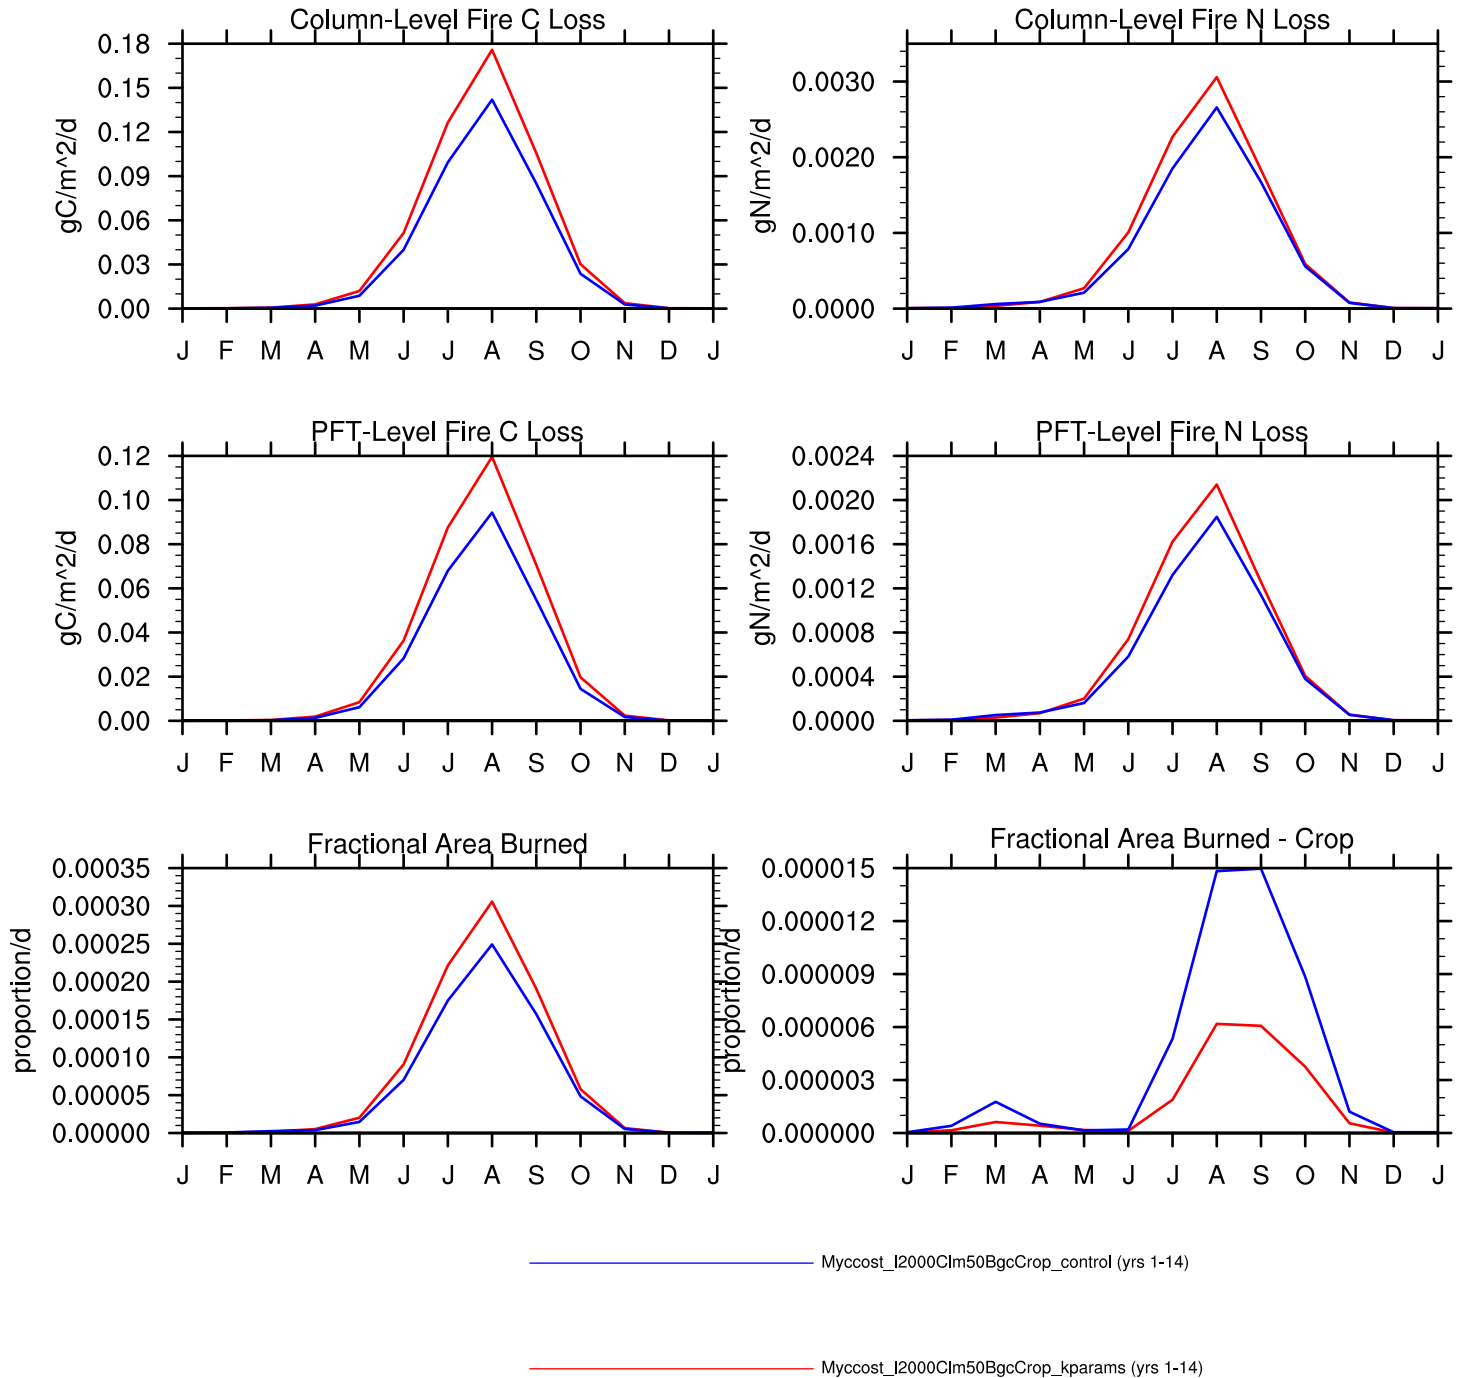 Column-Level Fire C Loss
gC/m^2/d
0.18
0.15
0.12
0.09
0.06
0.03
0.00
J F M A M J J A S O N D J
Column-Level Fire N Loss
gN/m^2/d
0.0030
0.0020
0.0010
0.0000
J F M A M J J A S O N D J
PFT-Level Fire C Loss
gC/m^2/d
0.12
0.10
0.08
0.06
0.04
0.02
0.00
J F M A M J J A S O N D J
PFT-Level Fire N Loss
gN/m^2/d
0.0024
0.0020
0.0016
0.0012
0.0008
0.0004
0.0000
J F M A M J J A S O N D J
Fractional Area Burned
proportion/d
0.00035
0.00030
0.00025
0.00020
0.00015
0.00010
0.00005
0.00000
J F M A M J J A S O N D J
Fractional Area Burned - Crop
proportion/d
0.000015
0.000012
0.000009
0.000006
0.000003
0.000000
J F M A M J J A S O N D J
Myccost_I2000Clm50BgcCrop_control (yrs 1-14)
Myccost_I2000Clm50BgcCrop_kparams (yrs 1-14)